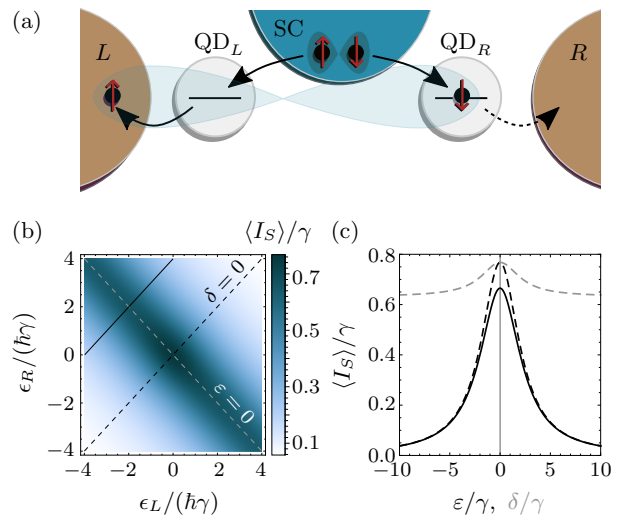 (a)
L
QD_L
SC
QD_R
R
(b)
⟨I_S⟩/γ
ϵ_R/(ħγ)
4
2
0
−2
−4
−4
−2
0
2
4
ϵ_L/(ħγ)
δ = 0
ε = 0
0.7
0.5
0.3
0.1
(c)
⟨I_S⟩/γ
0.8
0.6
0.4
0.2
0.0
−10
−5
0
5
10
ε/γ, δ/γ